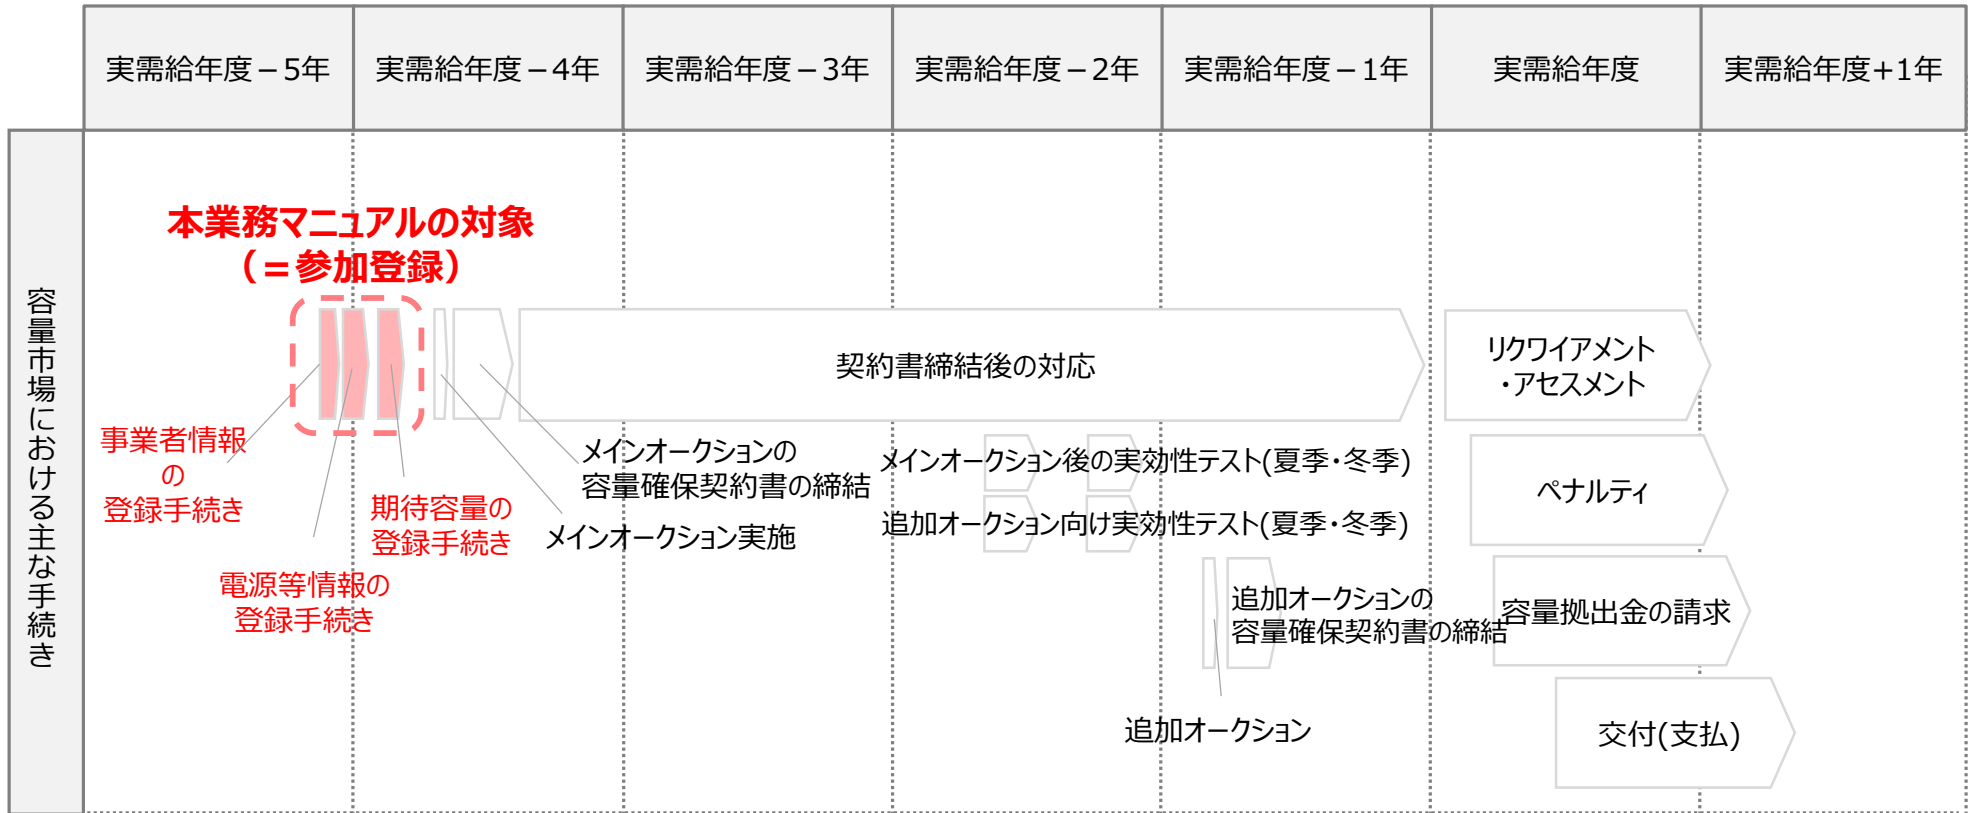 実需給年度－5年
実需給年度－4年
実需給年度－3年
実需給年度－2年
実需給年度－1年
実需給年度
実需給年度+1年
容量市場における主な手続き
本業務マニュアルの対象
（＝参加登録）
事業者情報
の
登録手続き
電源等情報の
登録手続き
期待容量の
登録手続き
メインオークション実施
メインオークションの
容量確保契約書の締結
契約書締結後の対応
メインオークション後の実効性テスト(夏季・冬季)
追加オークション向け実効性テスト(夏季・冬季)
追加オークションの
容量確保契約書の締結
追加オークション
リクワイアメント
・アセスメント
ペナルティ
容量拠出金の請求
交付(支払)